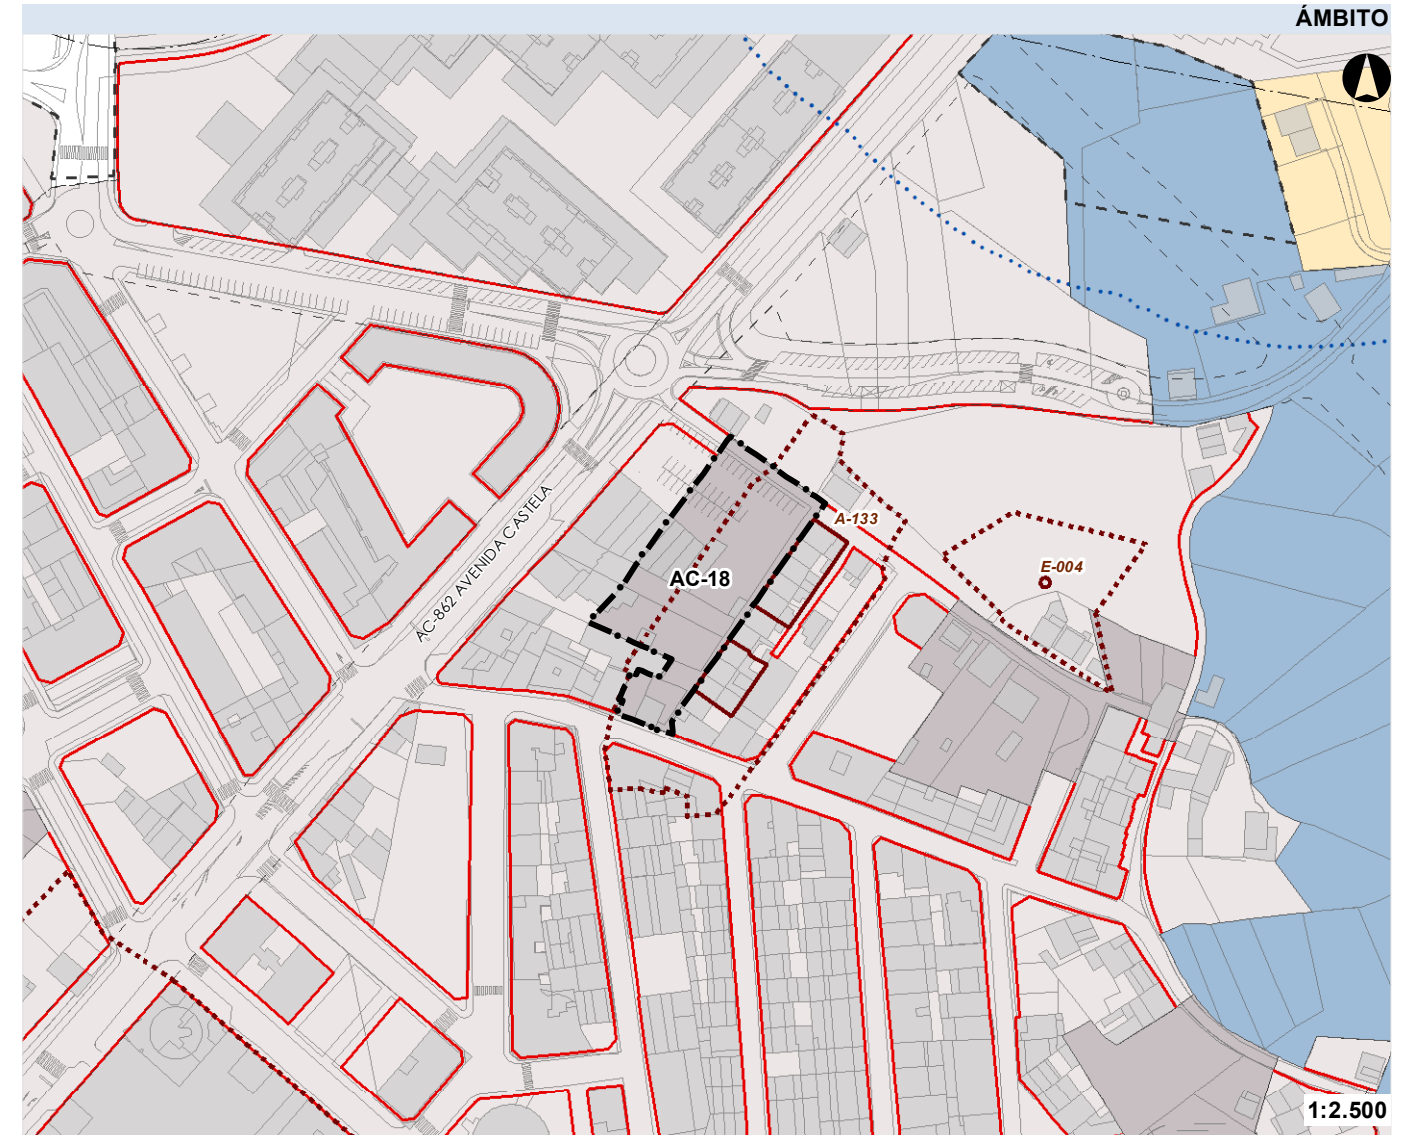 ÁMBITO
AC-862 AVENIDA CASTELA
A-133
E-004
AC-18
1:2.500